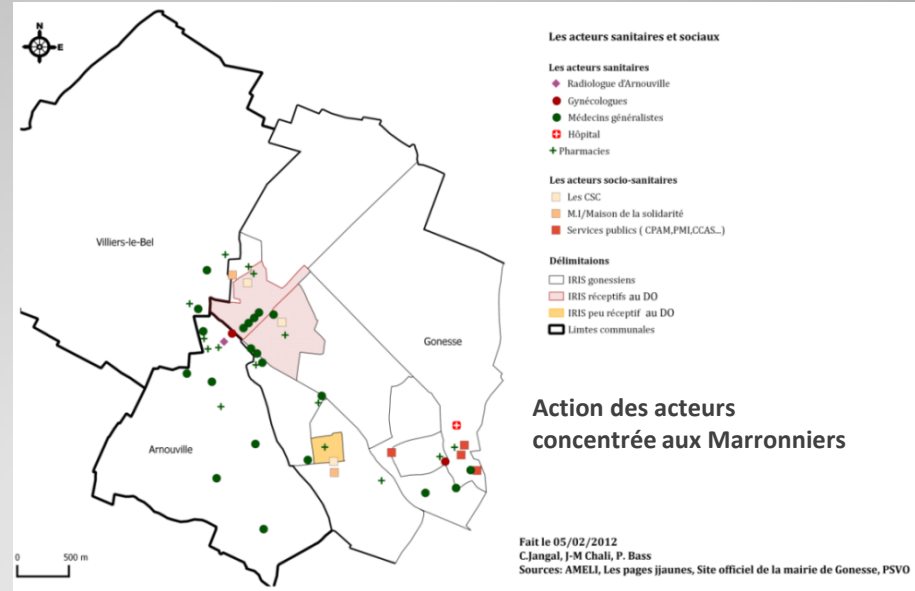 N
E
Les acteurs sanitaires et sociaux
Les acteurs sanitaires
Radiologue d'Arnouville
Gynécologues
Médecins généralistes
Hôpital
Pharmacies
Les acteurs socio-sanitaires
Les CSC
M.I/Maison de la solidarité
Services publics ( CPAM,PMI,CCAS...)
Délimitaions
IRIS gonessiens
IRIS réceptifs au DO
IRIS peu réceptif au DO
Limtes communales
Villiers-le-Bel
Gonesse
Arnouville
Action des acteurs
concentrée aux Marronniers
0 500 m
Fait le 05/02/2012
C.Jangal, J-M Chali, P. Bass
Sources: AMELI, Les pages jjaunes, Site officiel de la mairie de Gonesse, PSVO